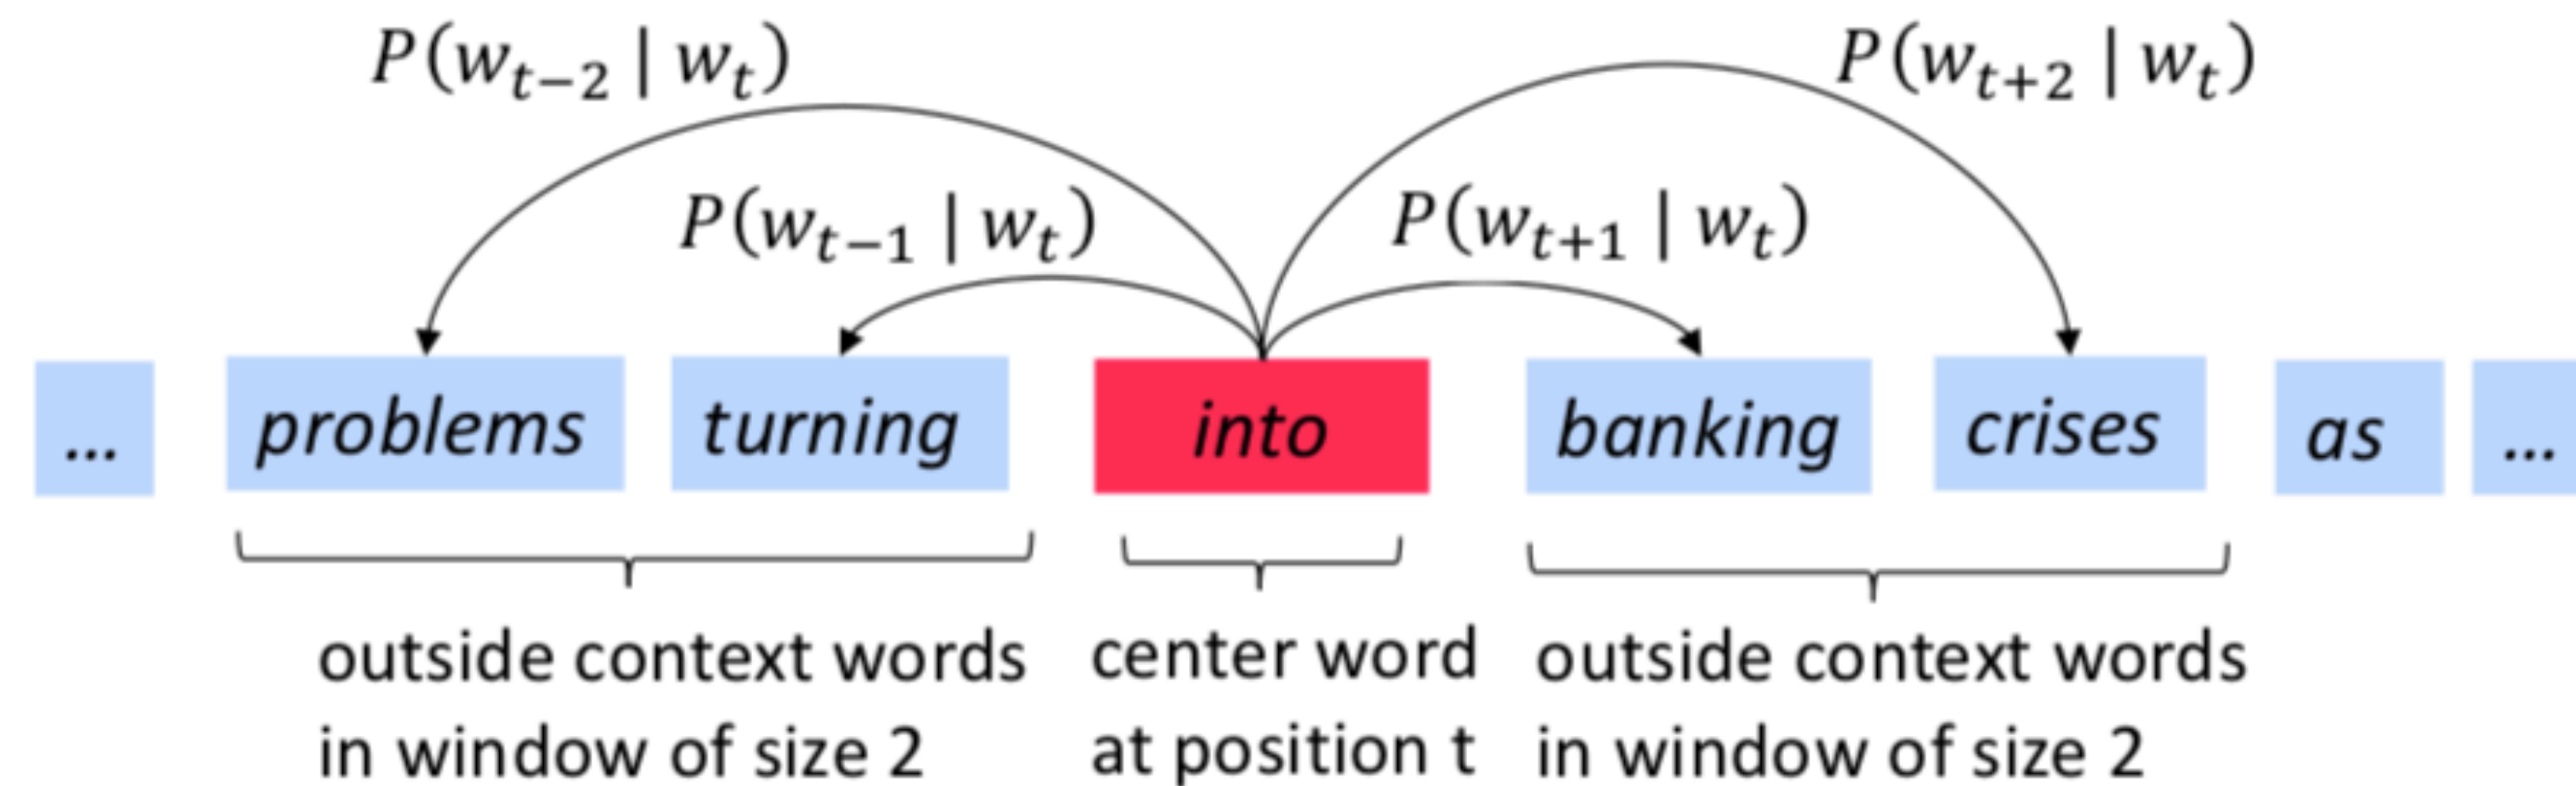 P(w_{t−2} | w_t)
P(w_{t+2} | w_t)
P(w_{t−1} | w_t)
P(w_{t+1} | w_t)
... problems turning into banking crises as ...
outside context words
in window of size 2
center word
at position t
outside context words
in window of size 2